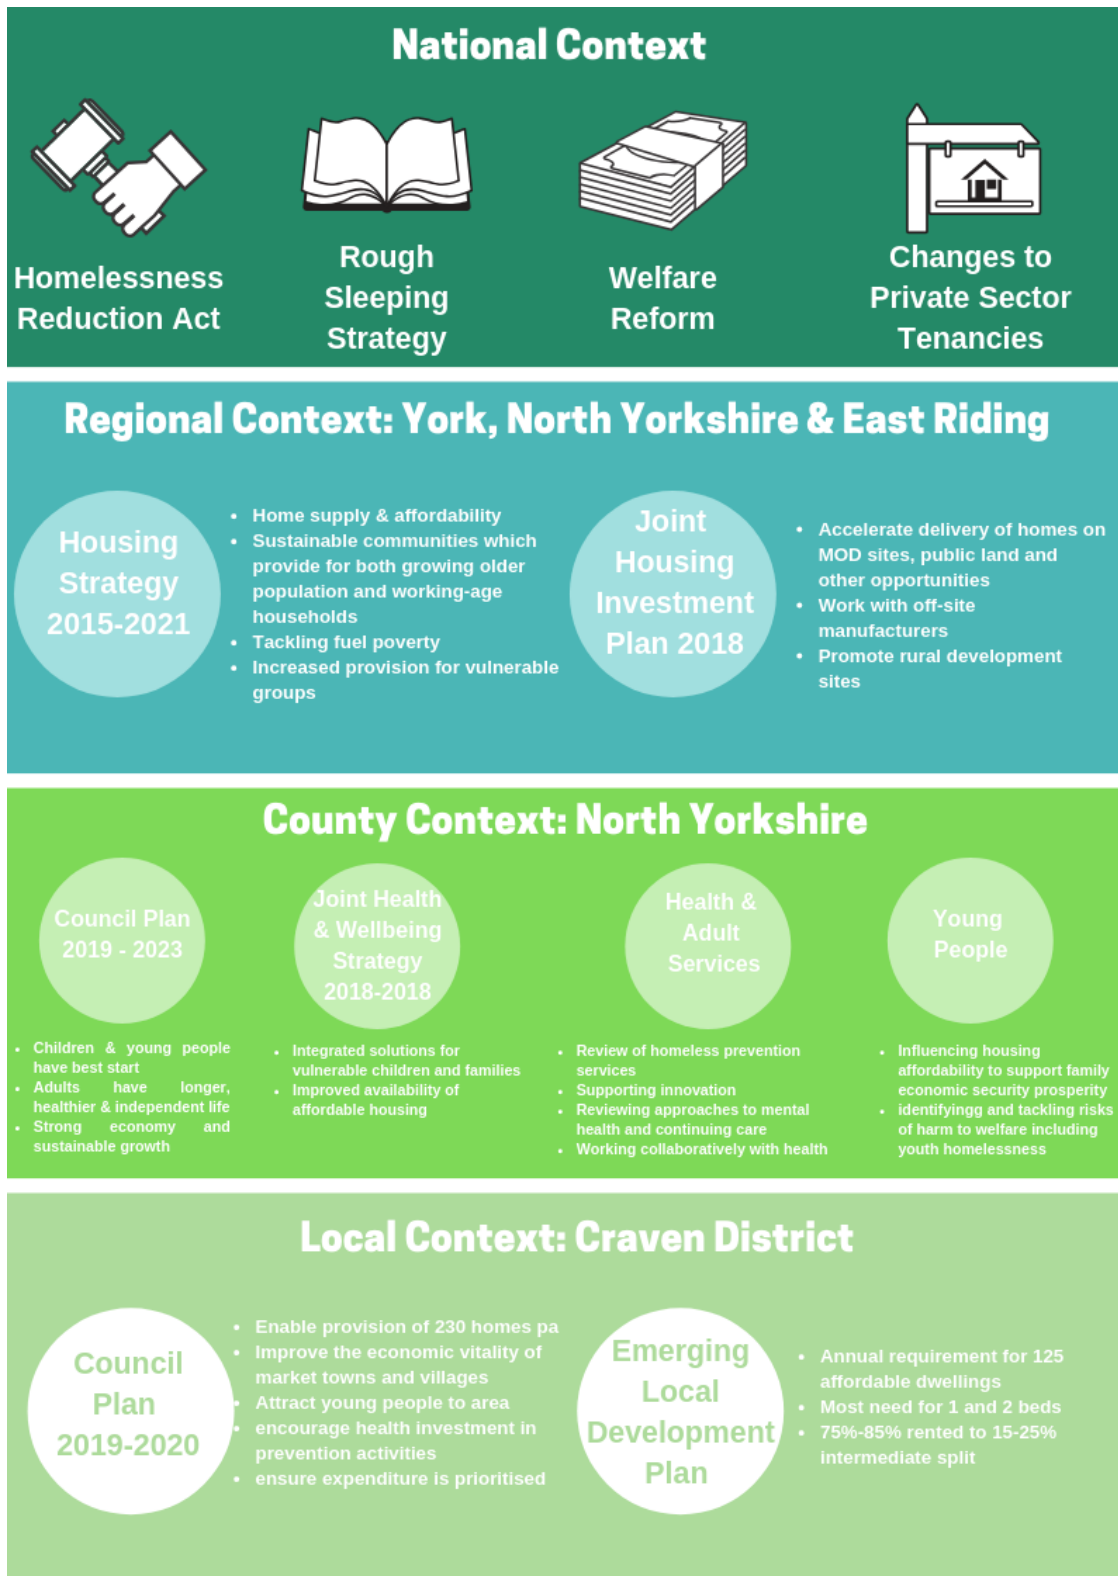 National Context
Homelessness
Reduction Act
Rough
Sleeping
Strategy
Welfare
Reform
Changes to
Private Sector
Tenancies
Regional Context: York, North Yorkshire & East Riding
Housing
Strategy
2015-2021
• Home supply & affordability
• Sustainable communities which
provide for both growing older
population and working-age
households
• Tackling fuel poverty
• Increased provision for vulnerable
groups
Joint
Housing
Investment
Plan 2018
• Accelerate delivery of homes on
MOD sites, public land and
other opportunities
• Work with off-site
manufacturers
• Promote rural development
sites
County Context: North Yorkshire
Council Plan
2019 - 2023
• Children & young people
have best start
• Adults have longer,
healthier & independent life
• Strong economy and
sustainable growth
Joint Health
& Wellbeing
Strategy
2018-2018
• Integrated solutions for
vulnerable children and families
• Improved availability of
affordable housing
Health &
Adult
Services
• Review of homeless prevention
services
• Supporting innovation
• Reviewing approaches to mental
health and continuing care
• Working collaboratively with health
Young
People
• Influencing housing
affordability to support family
economic security prosperity
• identifyingg and tackling risks
of harm to welfare including
youth homelessness
Local Context: Craven District
Council
Plan
2019-2020
• Enable provision of 230 homes pa
• Improve the economic vitality of
market towns and villages
• Attract young people to area
• encourage health investment in
prevention activities
• ensure expenditure is prioritised
Emerging
Local
Development
Plan
• Annual requirement for 125
affordable dwellings
• Most need for 1 and 2 beds
• 75%-85% rented to 15-25%
intermediate split